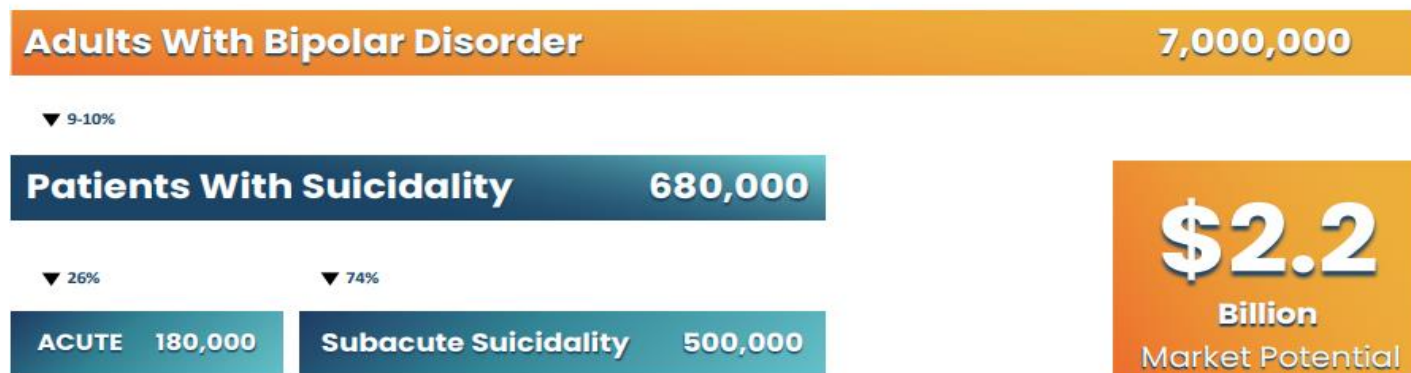 Adults With Bipolar Disorder 7,000,000
▼ 9-10%
Patients With Suicidality 680,000
▼ 26% ▼ 74%
ACUTE 180,000 Subacute Suicidality 500,000
$2.2
Billion
Market Potential